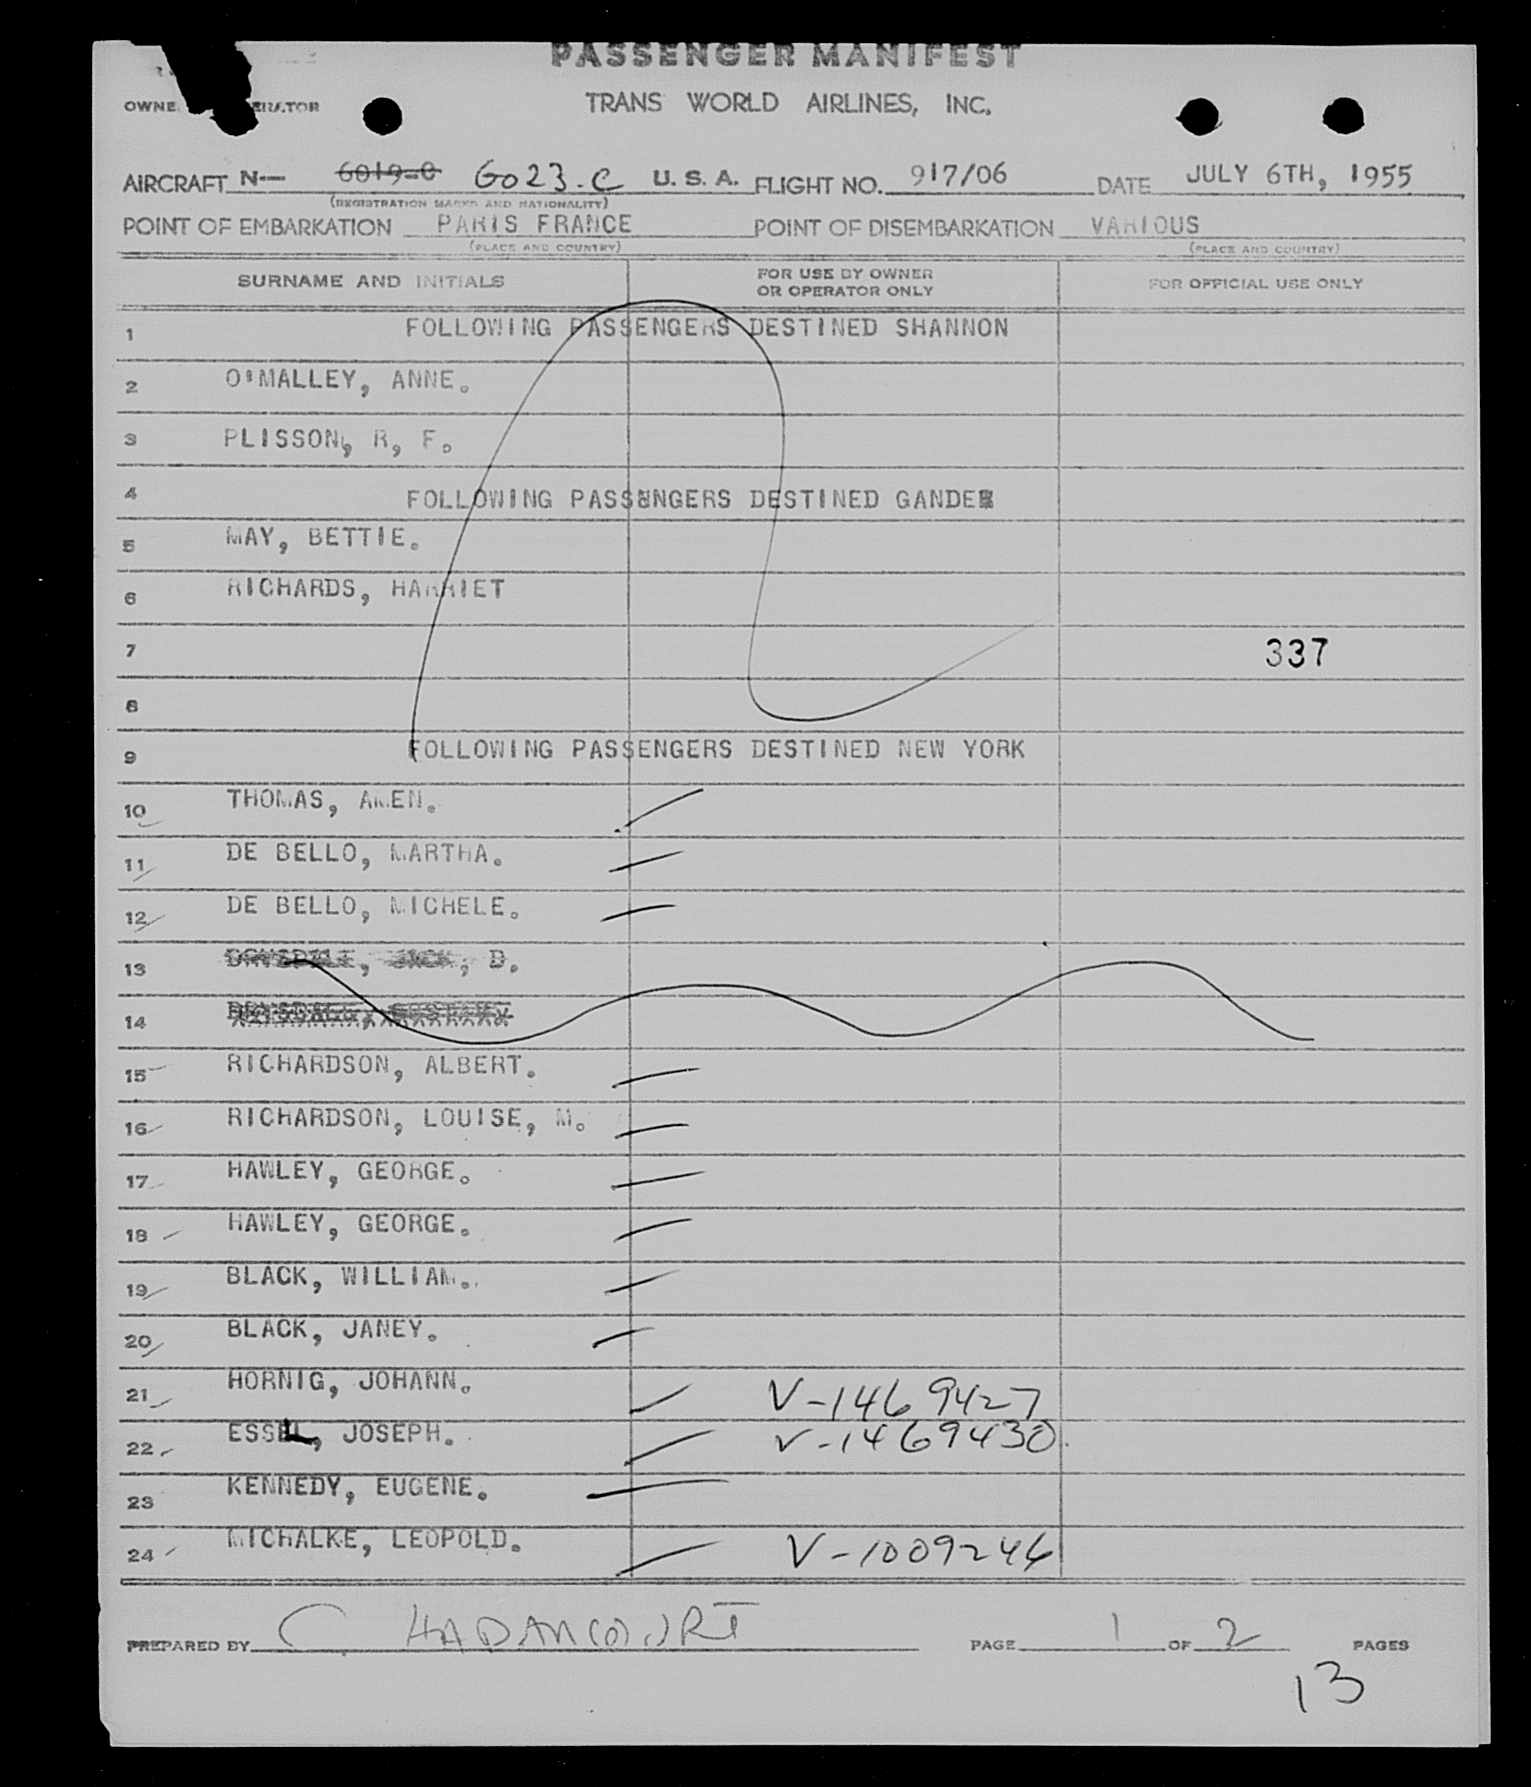 PASSENGER MANIFEST
TRANS WORLD AIRLINES, INC.
AIRCRAFT N-- 6019-C 6023-C U.S.A. FLIGHT NO. 917/06 DATE JULY 6TH, 1955
(REGISTRATION MARKS AND NATIONALITY)
POINT OF EMBARKATION PARIS FRANCE POINT OF DISEMBARKATION VARIOUS
(PLACE AND COUNTRY) (PLACE AND COUNTRY)
SURNAME AND INITIALS FOR USE BY OWNER OR OPERATOR ONLY FOR OFFICIAL USE ONLY
1 FOLLOWING PASSENGERS DESTINED SHANNON
2 O'MALLEY, ANNE.
3 PLISSON, R, F.
4 FOLLOWING PASSENGERS DESTINED GANDER
5 MAY, BETTIE.
6 RICHARDS, HARRIET
7 337
8
9 FOLLOWING PASSENGERS DESTINED NEW YORK
10 THOMAS,
11 DE BELLO, MARTHA.
12 DE BELLO, MICHELE.
13 D.
14
15 RICHARDSON, ALBERT.
16 RICHARDSON, LOUISE, M.
17 HAWLEY, GEORGE.
18 HAWLEY, GEORGE.
19 BLACK, WILLIAM.
20 BLACK, JANEY.
21 HORNIG, JOHANN. V-1469427
22 ESSL, JOSEPH. V-1469430
23 KENNEDY, EUGENE.
24 MICHALKE, LEOPOLD. V-1009246
PREPARED BY C HADANCOURT PAGE 1 OF 2 PAGES
13